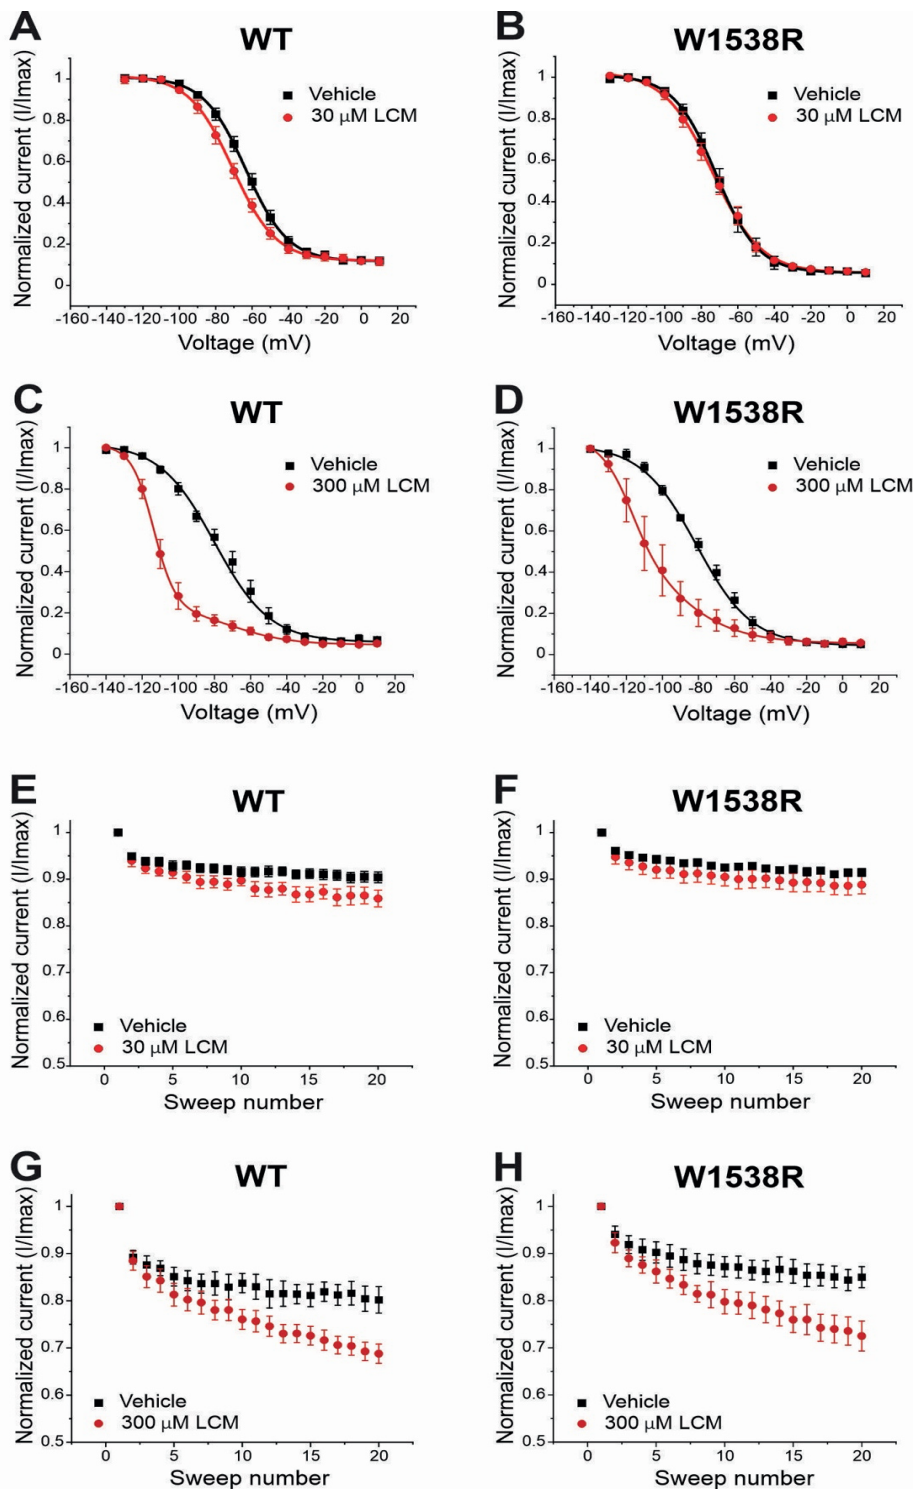 A
WT
B
W1538R
Normalized current (I/Imax)
1
0.8
0.6
0.4
0.2
0
Vehicle
30 μM LCM
-160 -140 -120 -100 -80 -60 -40 -20 0 20
Voltage (mV)
Normalized current (I/Imax)
1
0.8
0.6
0.4
0.2
0
Vehicle
30 μM LCM
-160 -140 -120 -100 -80 -60 -40 -20 0 20
Voltage (mV)
C
WT
D
W1538R
Normalized current (I/Imax)
1
0.8
0.6
0.4
0.2
0
Vehicle
300 μM LCM
-160 -140 -120 -100 -80 -60 -40 -20 0 20
Voltage (mV)
Normalized current (I/Imax)
1
0.8
0.6
0.4
0.2
0
Vehicle
300 μM LCM
-160 -140 -120 -100 -80 -60 -40 -20 0 20
Voltage (mV)
E
WT
F
W1538R
Normalized current (I/Imax)
1
0.9
0.8
0.7
0.6
0.5
Vehicle
30 μM LCM
0 5 10 15 20
Sweep number
Normalized current (I/Imax)
1
0.9
0.8
0.7
0.6
0.5
Vehicle
30 μM LCM
0 5 10 15 20
Sweep number
G
WT
H
W1538R
Normalized current (I/Imax)
1
0.9
0.8
0.7
0.6
0.5
Vehicle
300 μM LCM
0 5 10 15 20
Sweep number
Normalized current (I/Imax)
1
0.9
0.8
0.7
0.6
0.5
Vehicle
300 μM LCM
0 5 10 15 20
Sweep number